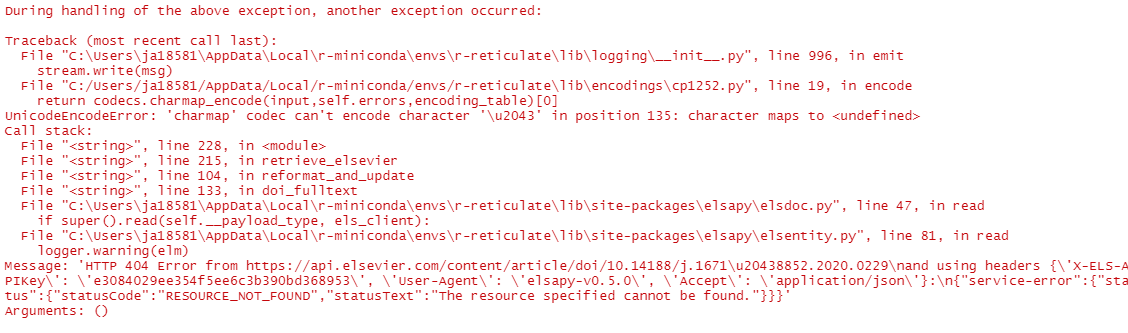 During handling of the above exception, another exception occurred:
Traceback (most recent call last):
File "C:\Users\ja18581\AppData\Local\r-miniconda\envs\r-reticulate\lib\logging\__init__.py", line 996, in emit
stream.write(msg)
File "C:/Users/ja18581/AppData/Local/r-miniconda/envs/r-reticulate\lib\encodings\cp1252.py", line 19, in encode
return codecs.charmap_encode(input,self.errors,encoding_table)[0]
UnicodeEncodeError: 'charmap' codec can't encode character '\u2043' in position 135: character maps to <undefined>
Call stack:
File "<string>", line 228, in <module>
File "<string>", line 215, in retrieve_elsevier
File "<string>", line 104, in reformat_and_update
File "<string>", line 133, in doi_fulltext
File "C:\Users\ja18581\AppData\Local\r-miniconda\envs\r-reticulate\lib\site-packages\elsapy\elsdoc.py", line 47, in read
if super().read(self.__payload_type, els_client):
File "C:\Users\ja18581\AppData\Local\r-miniconda\envs\r-reticulate\lib\site-packages\elsapy\elsentity.py", line 81, in read
logger.warning(elm)
Message: 'HTTP 404 Error from https://api.elsevier.com/content/article/doi/10.14188/j.1671\u20438852.2020.0229\nand using headers {\'X-ELS-A
PIKey\': \'e3084029ee354f5ee6c3b390bd368953\', \'User-Agent\': \'elsapy-v0.5.0\', \'Accept\': \'application/json\'}:\n{"service-error":{"sta
tus":{"statusCode":"RESOURCE_NOT_FOUND","statusText":"The resource specified cannot be found."}}}'
Arguments: ()